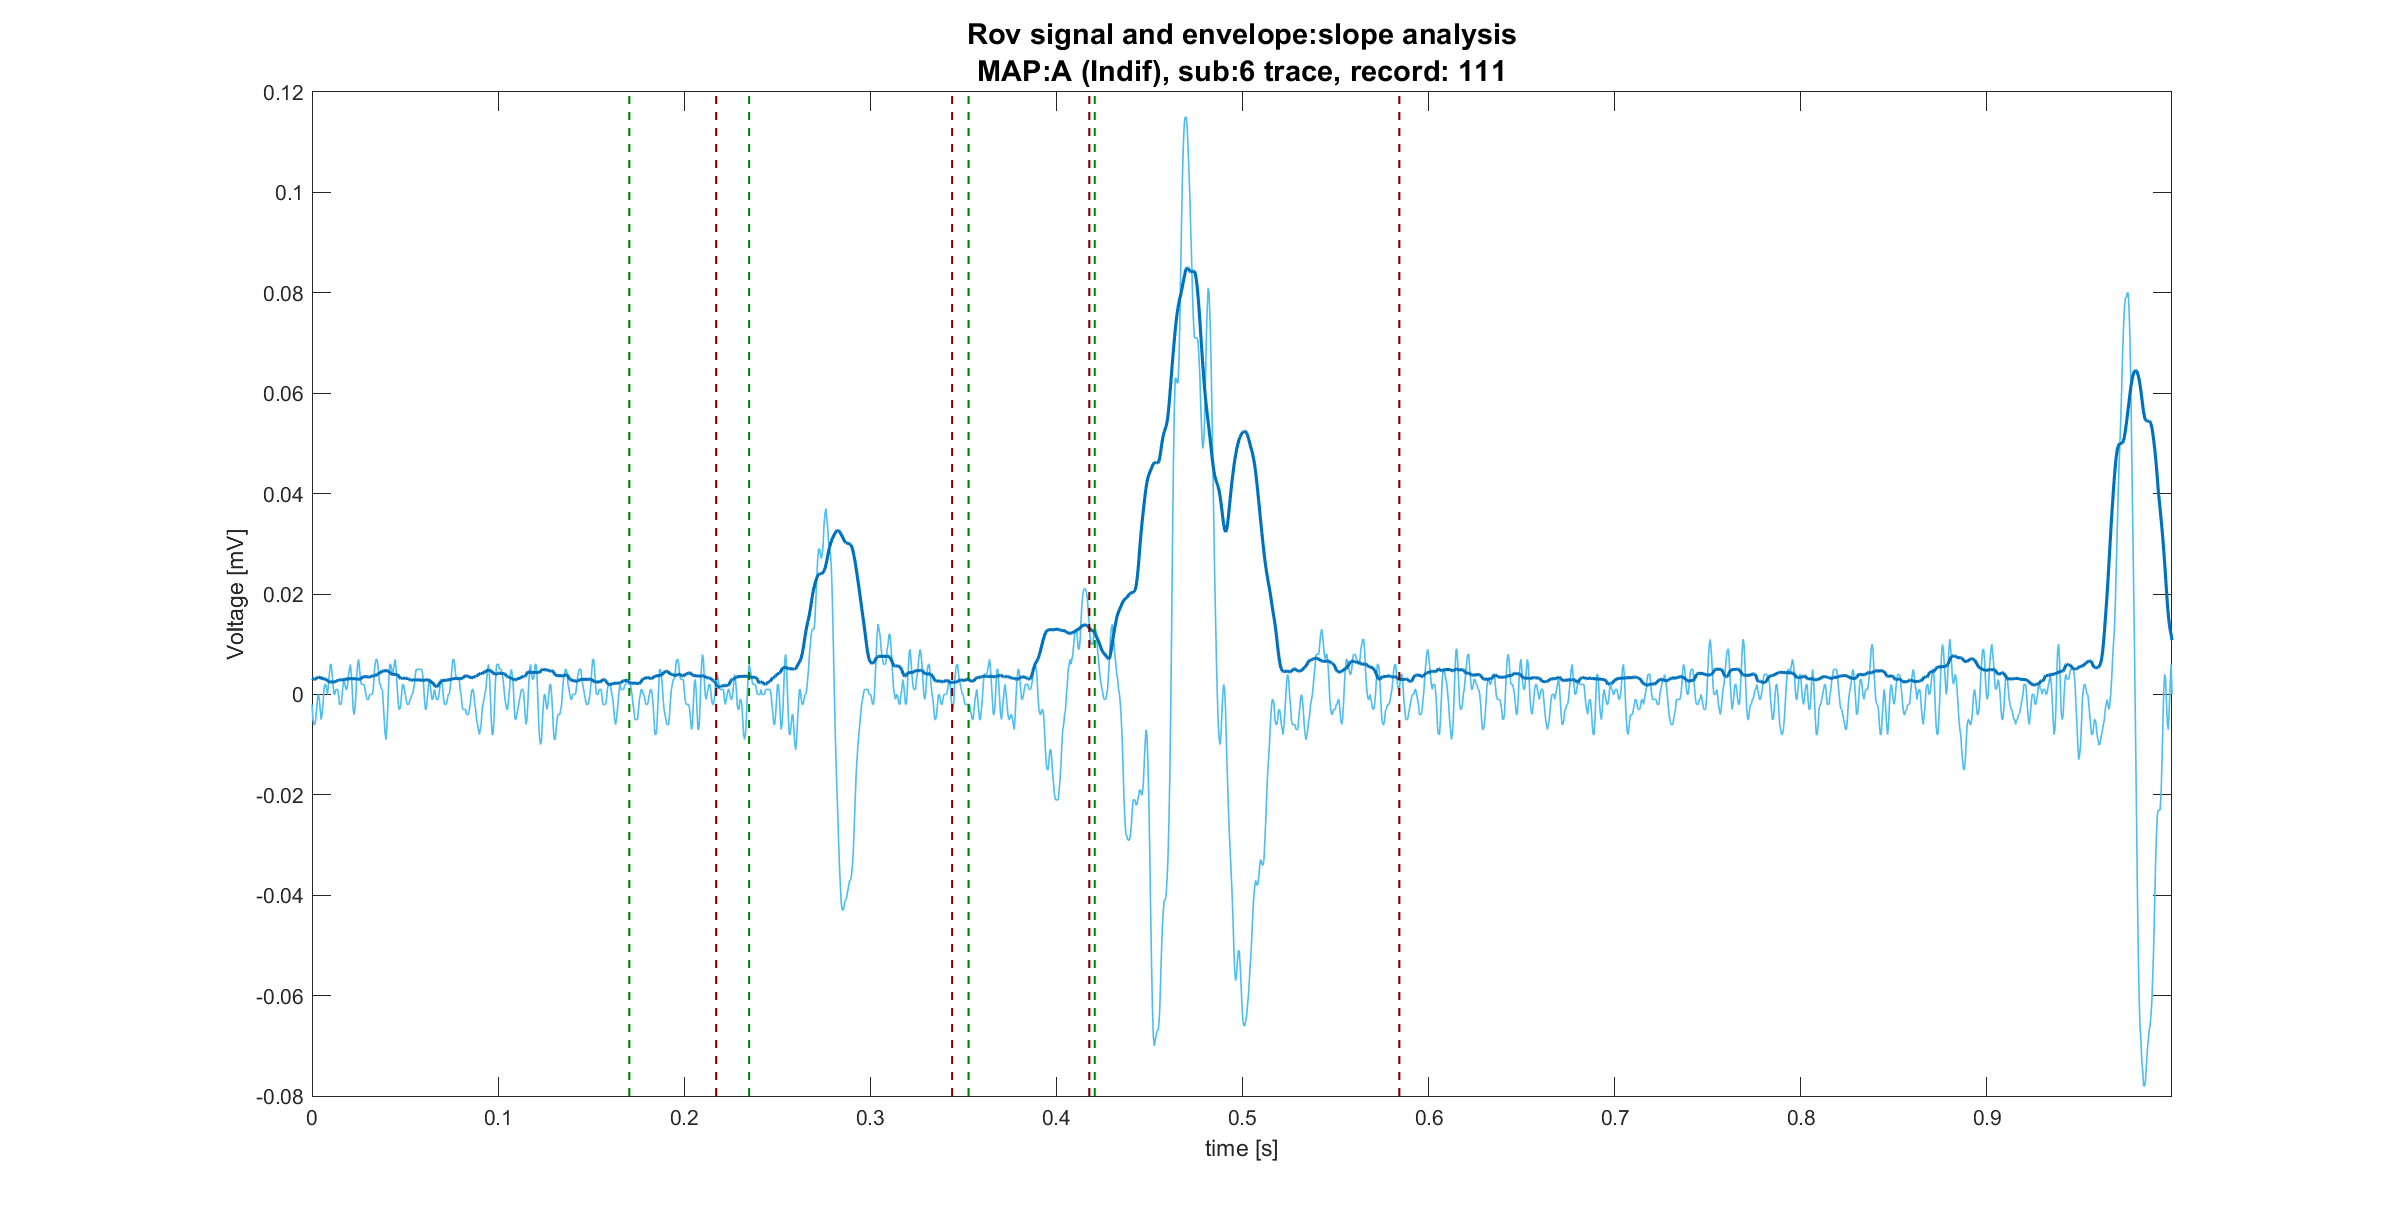 Rov signal and envelope:slope analysis
MAP:A (Indif), sub:6 trace, record: 111
0.12
0.1
0.08
0.06
0.04
0.02
0
-0.02
-0.04
-0.06
-0.08
Voltage [mV]
0 0.1 0.2 0.3 0.4 0.5 0.6 0.7 0.8 0.9
time [s]